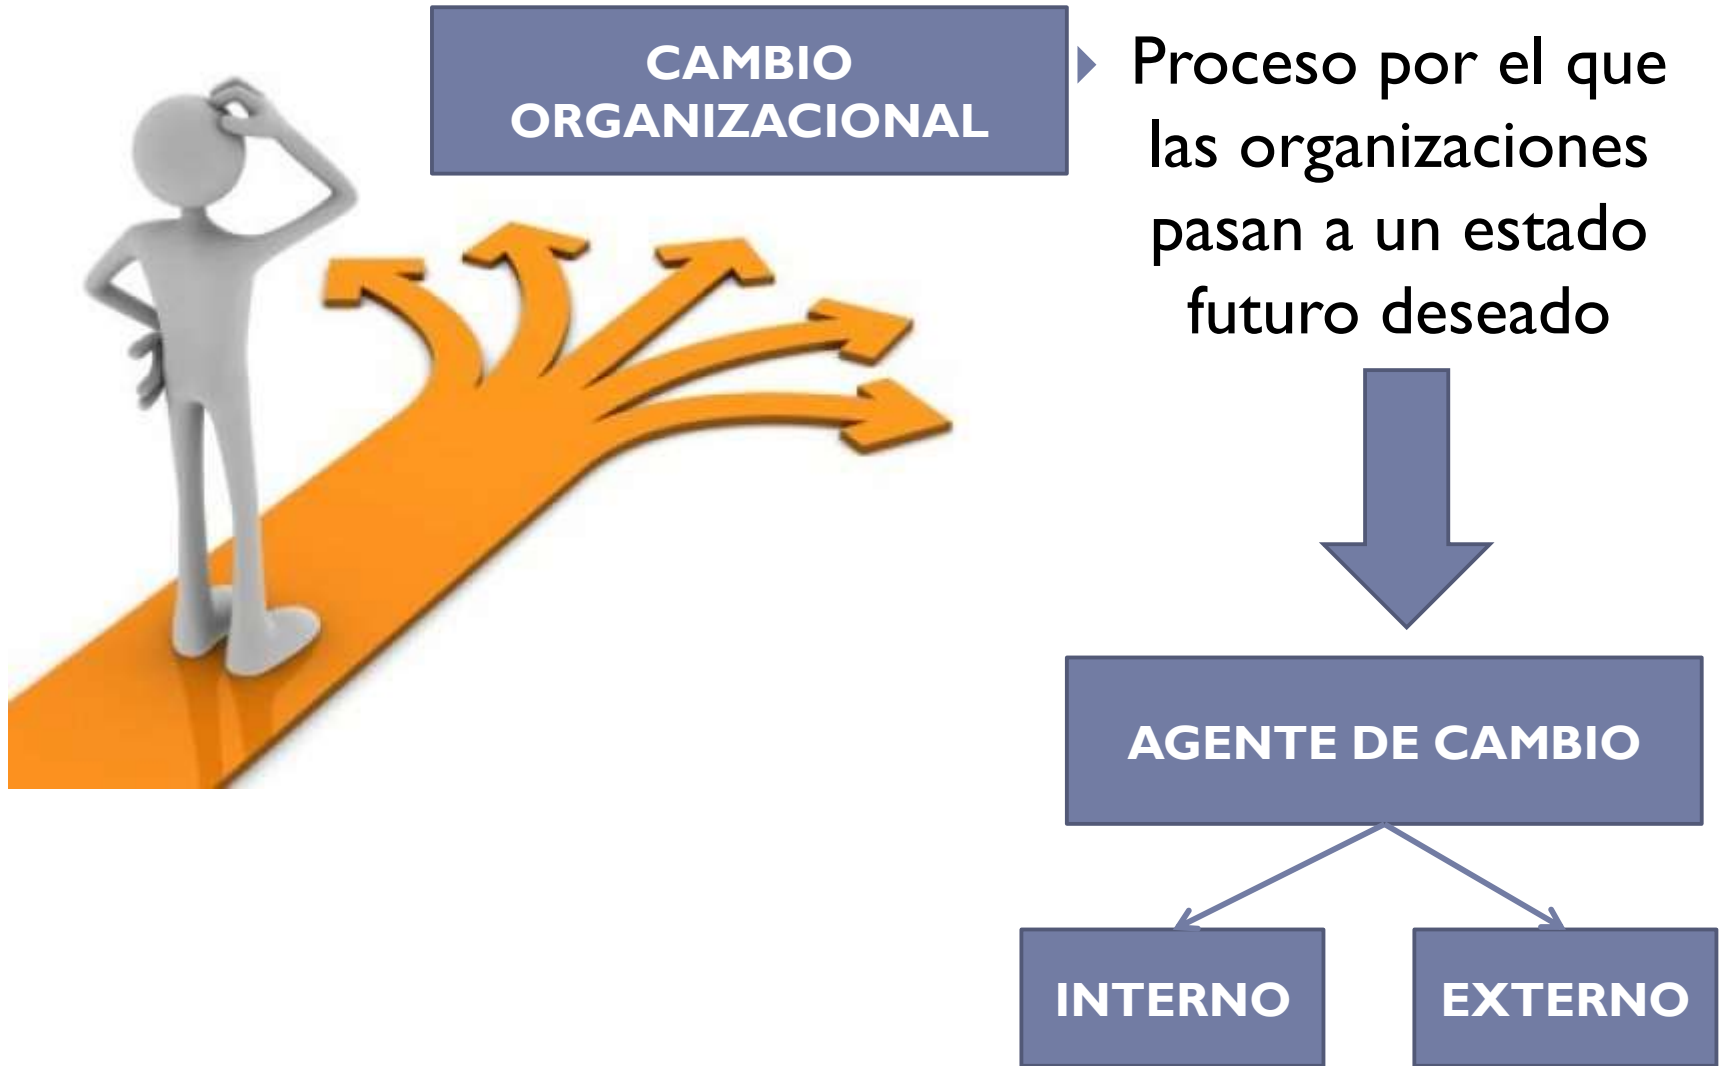 CAMBIO
ORGANIZACIONAL
Proceso por el que
las organizaciones
pasan a un estado
futuro deseado
AGENTE DE CAMBIO
INTERNO
EXTERNO